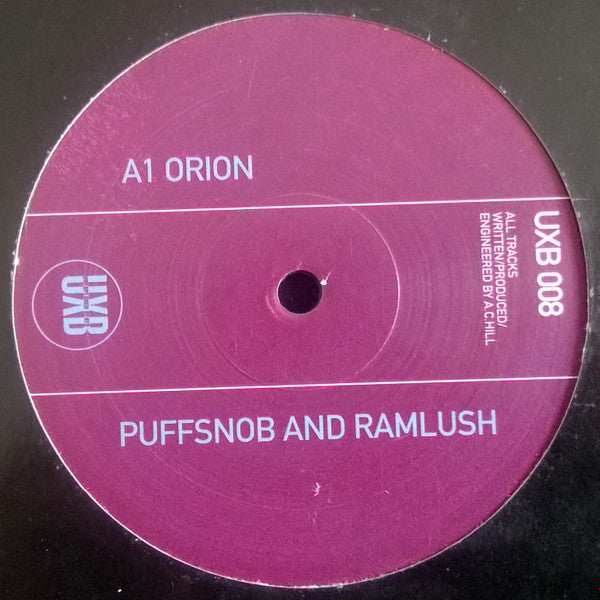 A1 ORION
UXB 008
ALL TRACKS
WRITTEN/PRODUCED/
ENGINEERED BY A.C.HILL
UXB
PUFFSNOB AND RAMLUSH